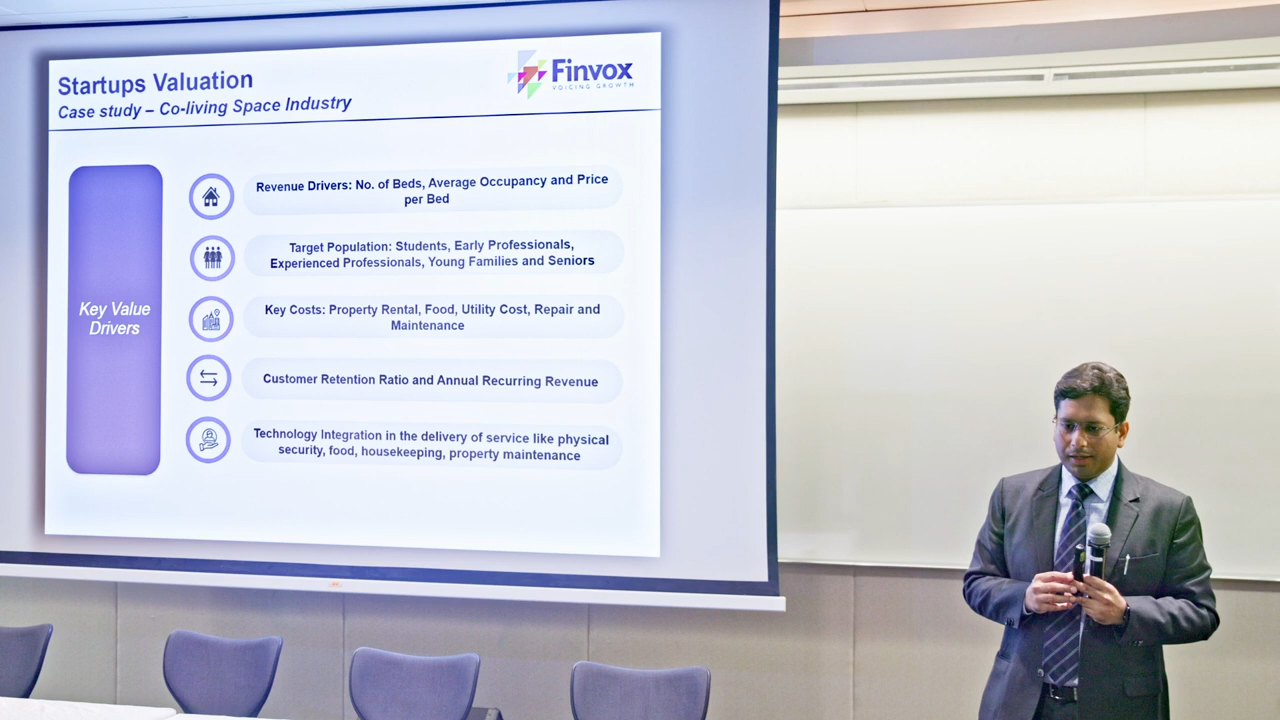 Startups Valuation
Case study – Co-living Space Industry
Finvox
VOICING GROWTH
Key Value
Drivers
Revenue Drivers: No. of Beds, Average Occupancy and Price
per Bed
Target Population: Students, Early Professionals,
Experienced Professionals, Young Families and Seniors
Key Costs: Property Rental, Food, Utility Cost, Repair and
Maintenance
Customer Retention Ratio and Annual Recurring Revenue
Technology Integration in the delivery of service like physical
security, food, housekeeping, property maintenance